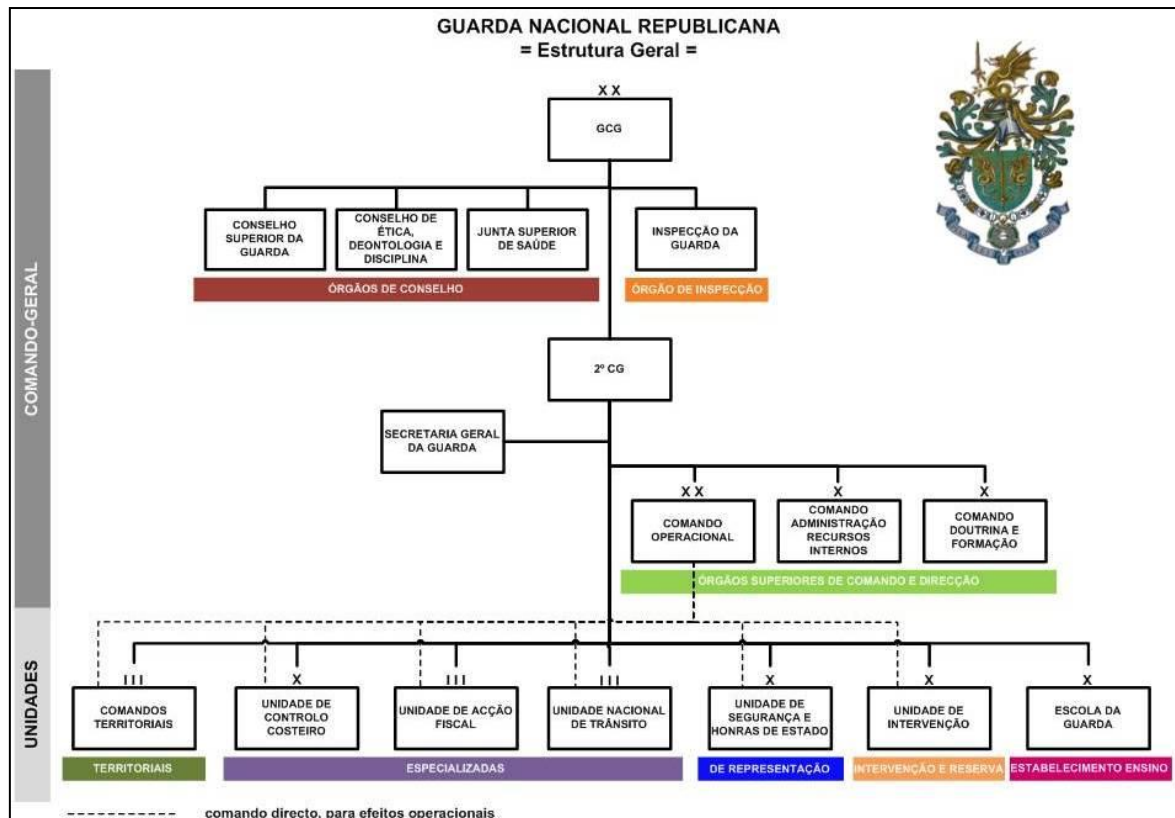 GUARDA NACIONAL REPUBLICANA
= Estrutura Geral =
COMANDO-GERAL
X X
GCG
CONSELHO
SUPERIOR DA
GUARDA
CONSELHO DE
ÉTICA,
DEONTOLOGIA E
DISCIPLINA
JUNTA SUPERIOR
DE SAÚDE
INSPECÇÃO DA
GUARDA
ÓRGÃOS DE CONSELHO
ÓRGÃO DE INSPECÇÃO
2º CG
SECRETARIA GERAL
DA GUARDA
X X
COMANDO
OPERACIONAL
X
COMANDO
ADMINISTRAÇÃO
RECURSOS
INTERNOS
X
COMANDO
DOUTRINA E
FORMAÇÃO
ÓRGÃOS SUPERIORES DE COMANDO E DIRECÇÃO
UNIDADES
I I I
COMANDOS
TERRITORIAIS
X
UNIDADE DE
CONTROLO
COSTEIRO
I I I
UNIDADE DE ACÇÃO
FISCAL
I I I
UNIDADE NACIONAL
DE TRÂNSITO
X
UNIDADE DE
SEGURANÇA E
HONRAS DE ESTADO
X
UNIDADE DE
INTERVENÇÃO
X
ESCOLA DA
GUARDA
TERRITORIAIS
ESPECIALIZADAS
DE REPRESENTAÇÃO
INTERVENÇÃO E RESERVA
ESTABELECIMENTO ENSINO
comando directo, para efeitos operacionais